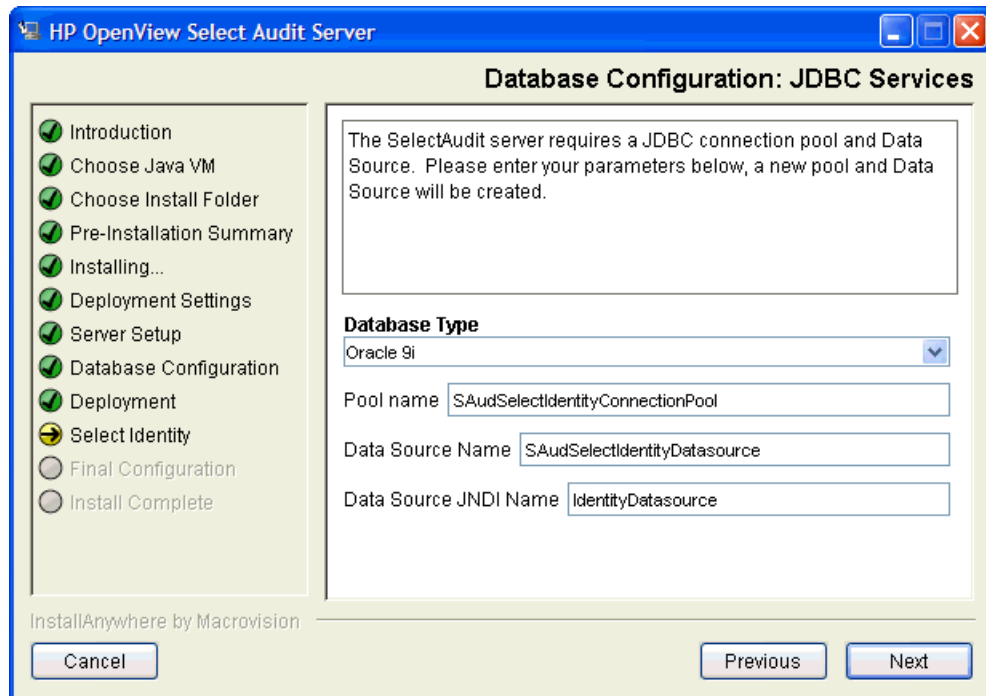 HP OpenView Select Audit Server
Database Configuration: JDBC Services
Introduction
Choose Java VM
Choose Install Folder
Pre-Installation Summary
Installing...
Deployment Settings
Server Setup
Database Configuration
Deployment
Select Identity
Final Configuration
Install Complete
The SelectAudit server requires a JDBC connection pool and Data
Source. Please enter your parameters below, a new pool and Data
Source will be created.
Database Type
Oracle 9i
Pool name SAudSelectIdentityConnectionPool
Data Source Name SAudSelectIdentityDatasource
Data Source JNDI Name IdentityDatasource
InstallAnywhere by Macrovision
Cancel Previous Next